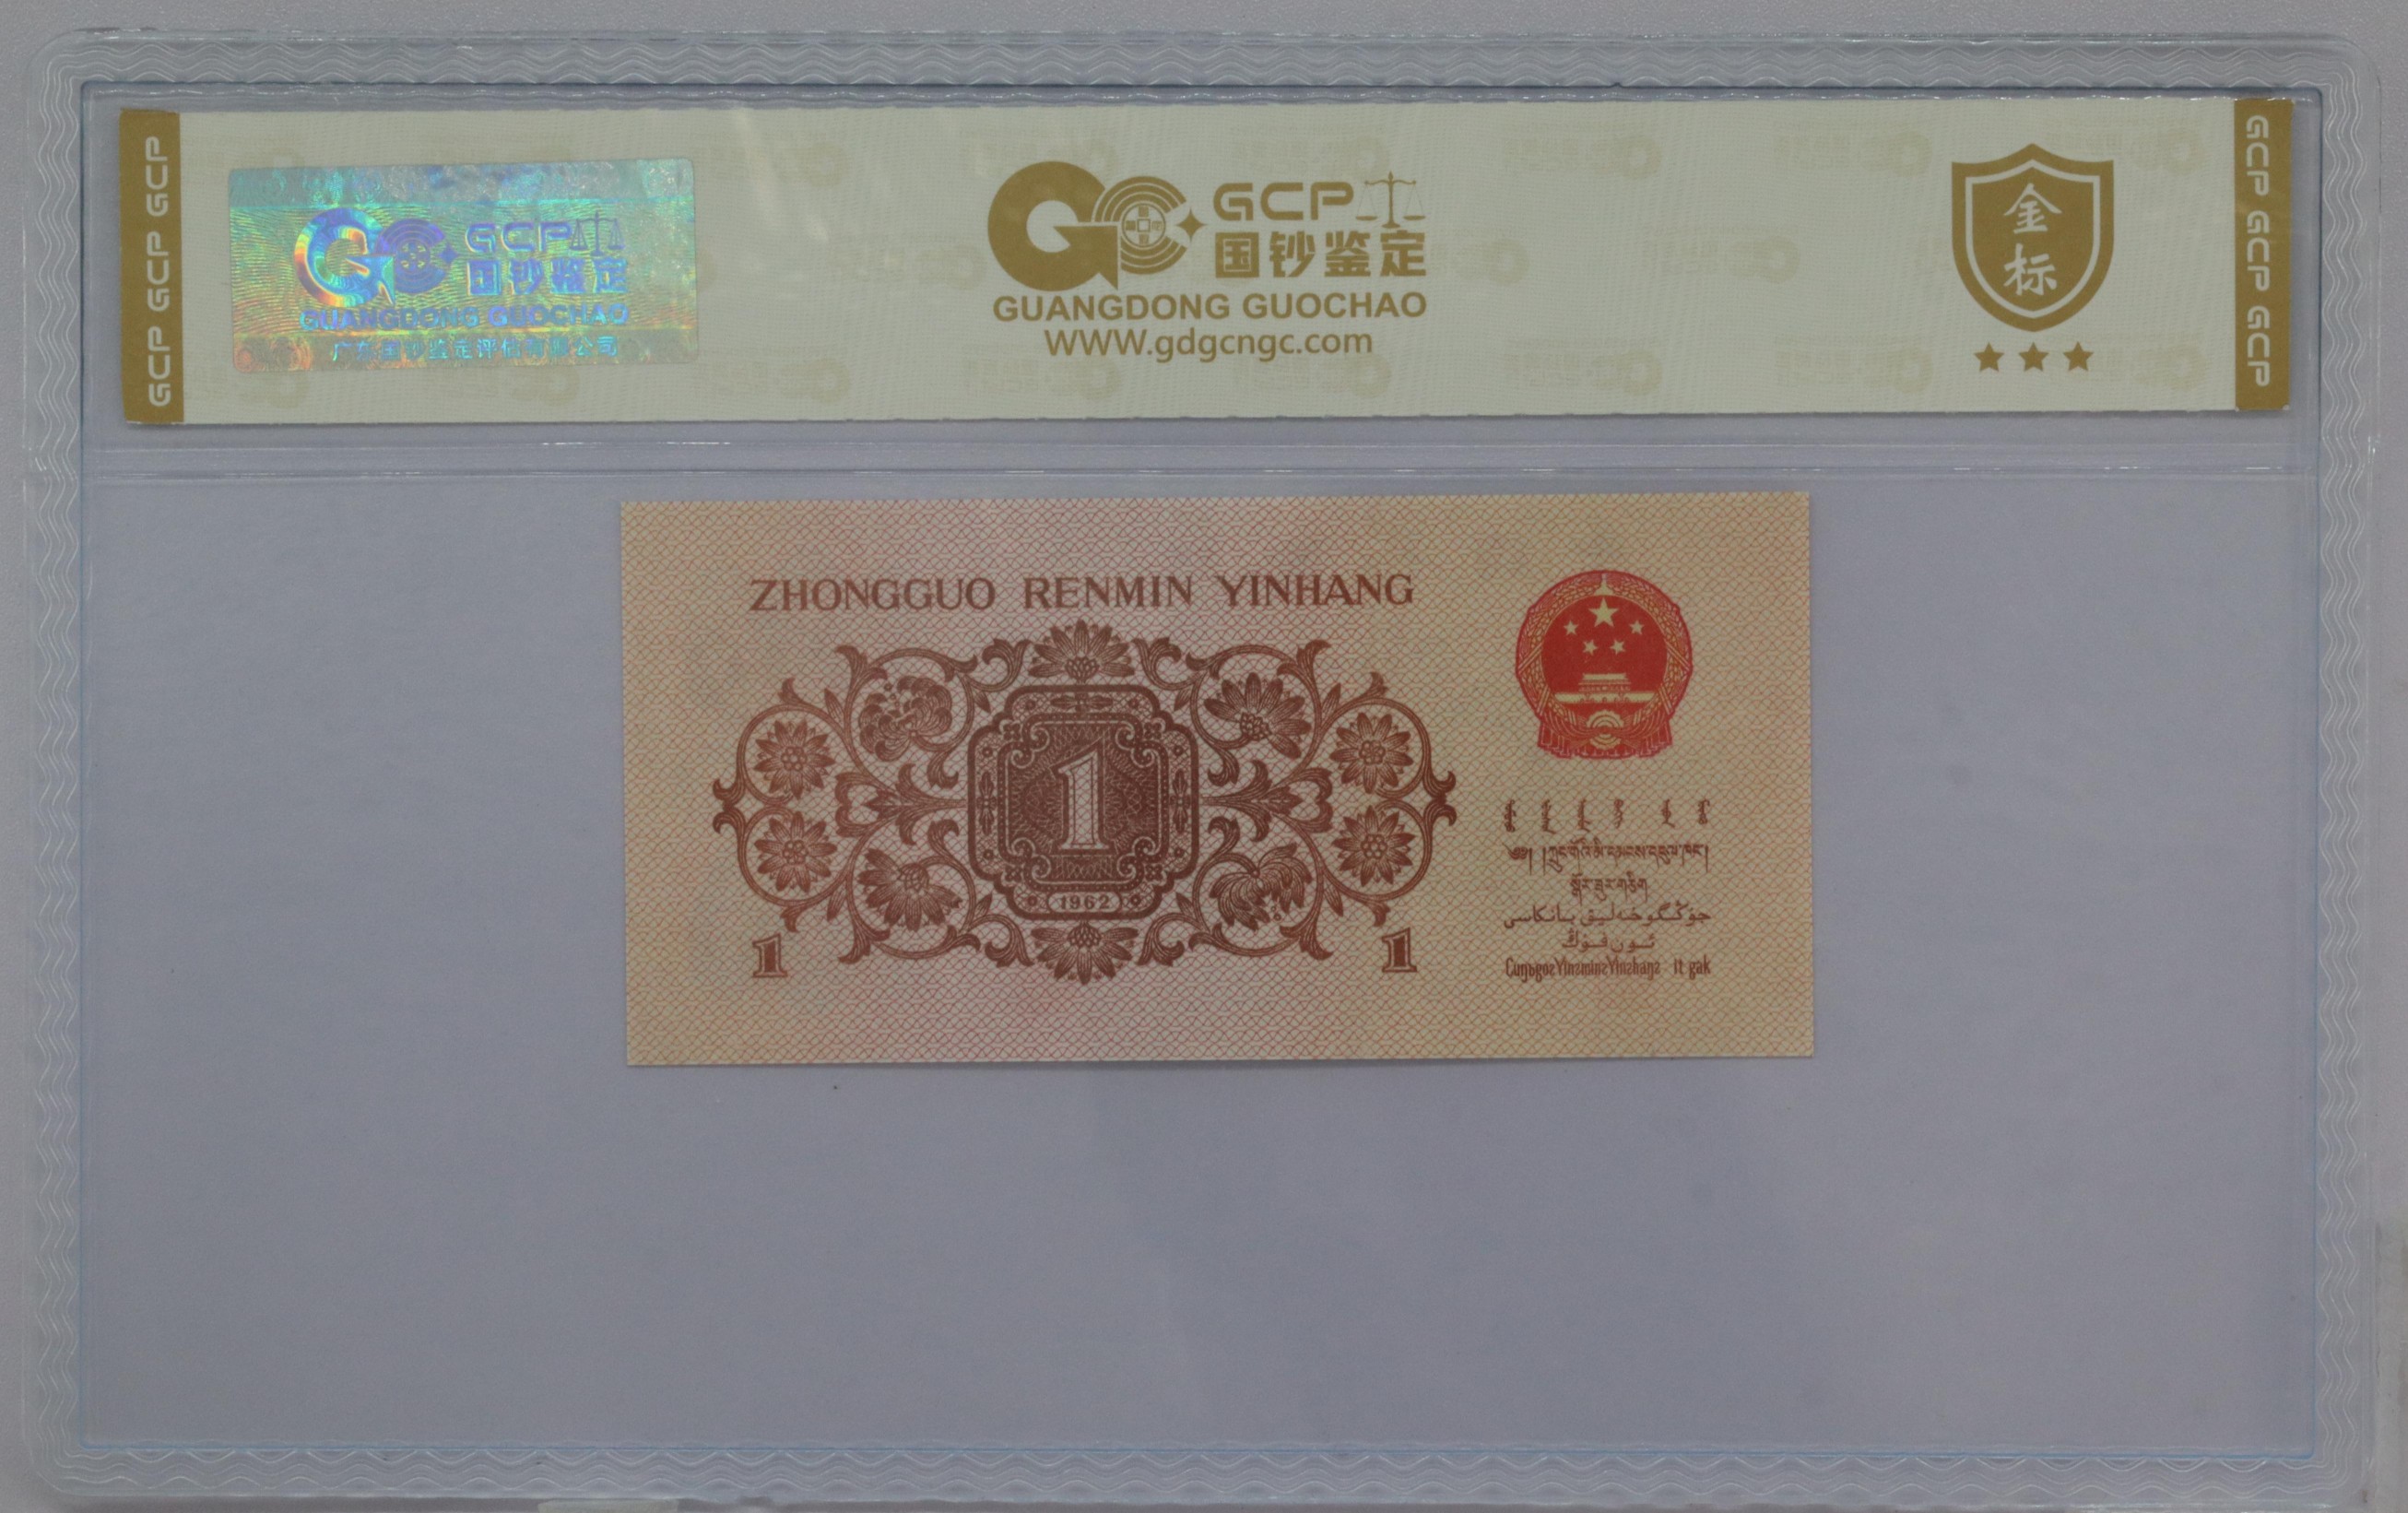 GCP GCP GCP
GCP
国钞鉴定
GUANGDONG GUOCHAO
广东国钞鉴定评估有限公司
GCP
国钞鉴定
GUANGDONG GUOCHAO
WWW.gdgcngc.com
金
标
GCP GCP GCP
ZHONGGUO RENMIN YINHANG
1
1962
1
1
جۇڭگوخەلىق بانكاسى